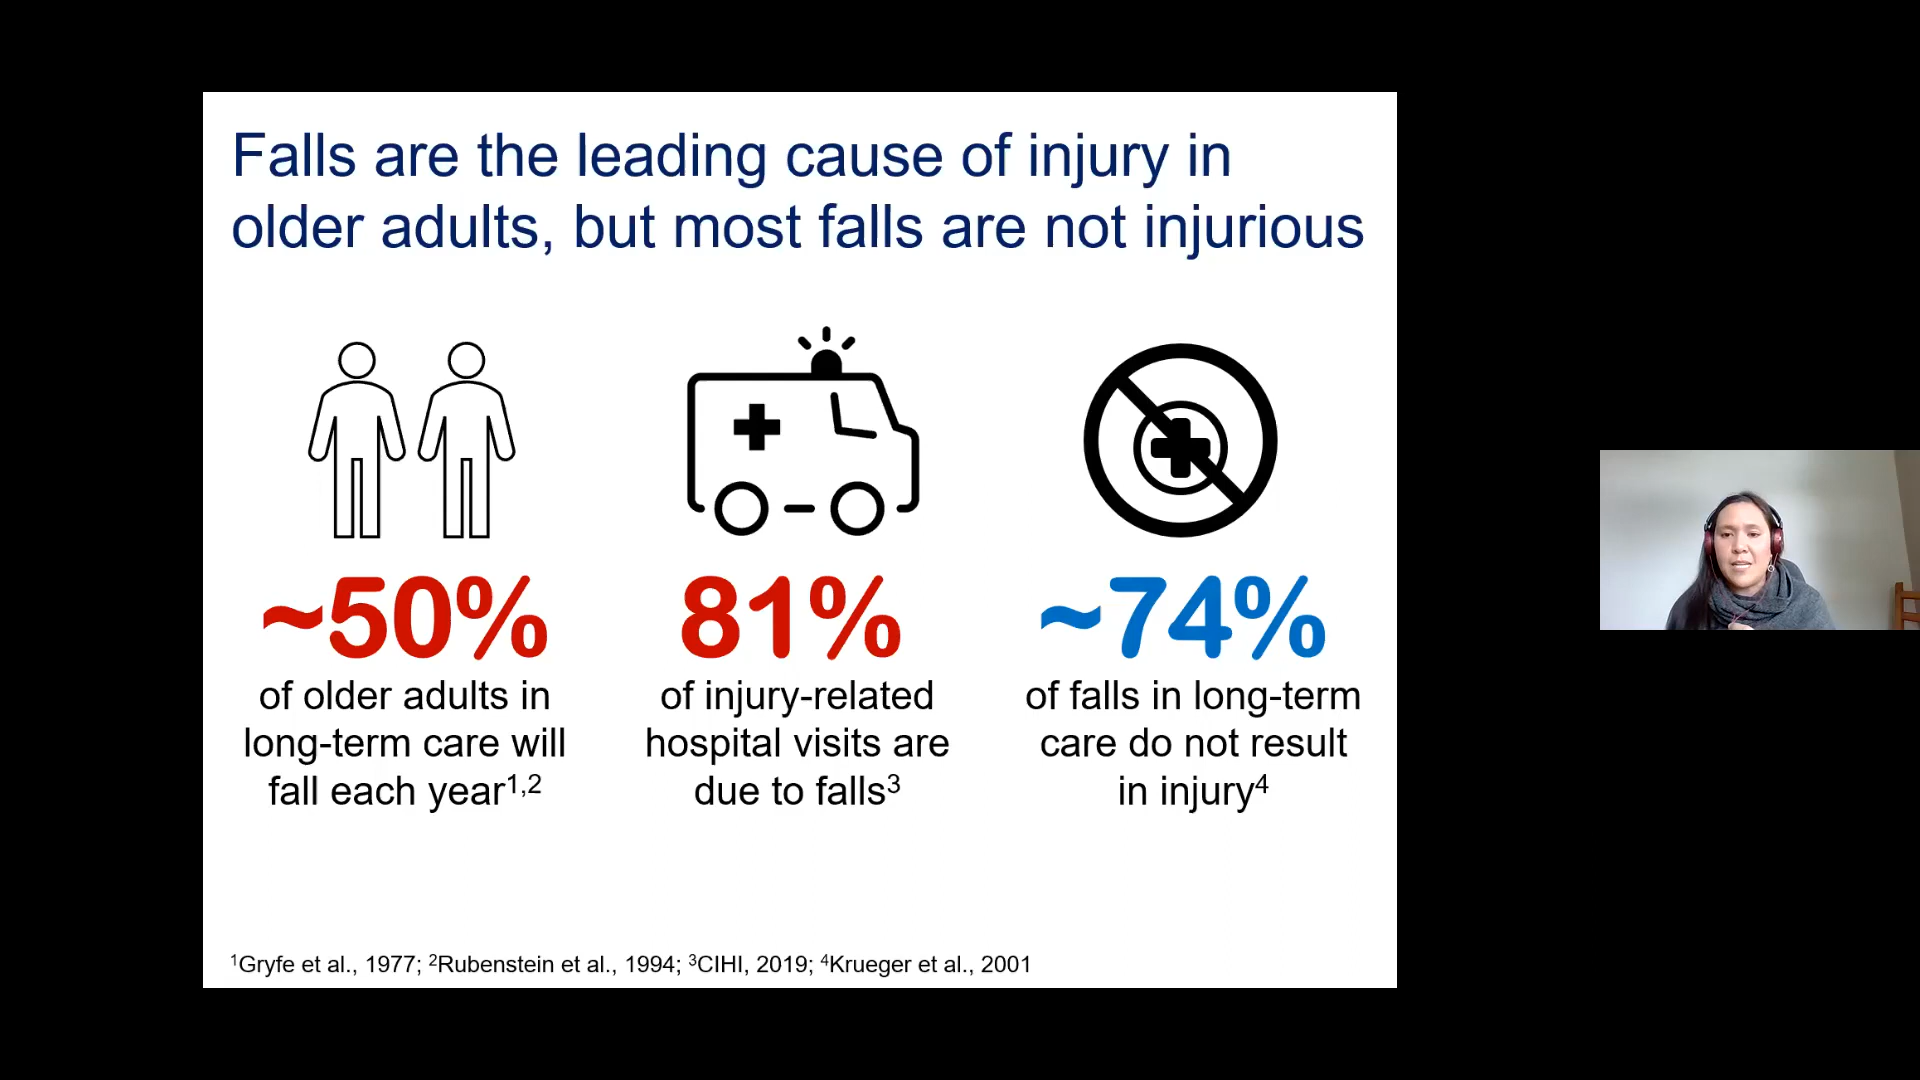 Falls are the leading cause of injury in
older adults, but most falls are not injurious
~50%
of older adults in
long-term care will
fall each year1,2
81%
of injury-related
hospital visits are
due to falls3
~74%
of falls in long-term
care do not result
in injury4
1Gryfe et al., 1977; 2Rubenstein et al., 1994; 3CIHI, 2019; 4Krueger et al., 2001